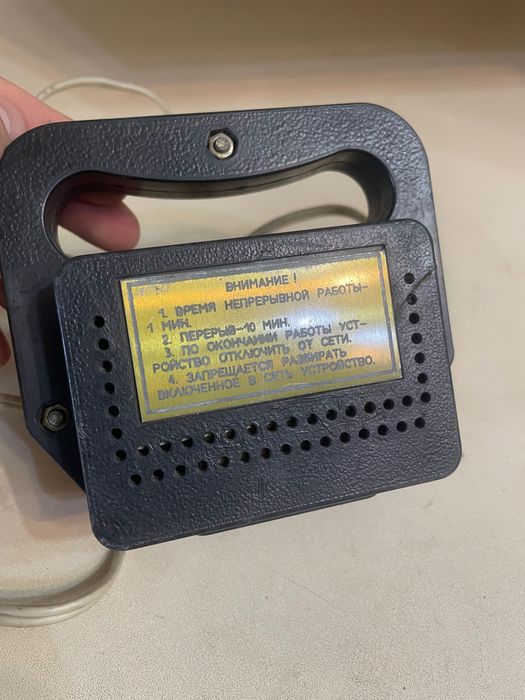 ВНИМАНИЕ !
1. ВРЕМЯ НЕПРЕРЫВНОЙ РАБОТЫ-
1 МИН.
2. ПЕРЕРЫВ-10 МИН.
3. ПО ОКОНЧАНИИ РАБОТЫ УСТ-
РОЙСТВО ОТКЛЮЧИТЬ ОТ СЕТИ.
4. ЗАПРЕЩАЕТСЯ РАЗБИРАТЬ
ВКЛЮЧЕННОЕ В СЕТЬ УСТРОЙСТВО.